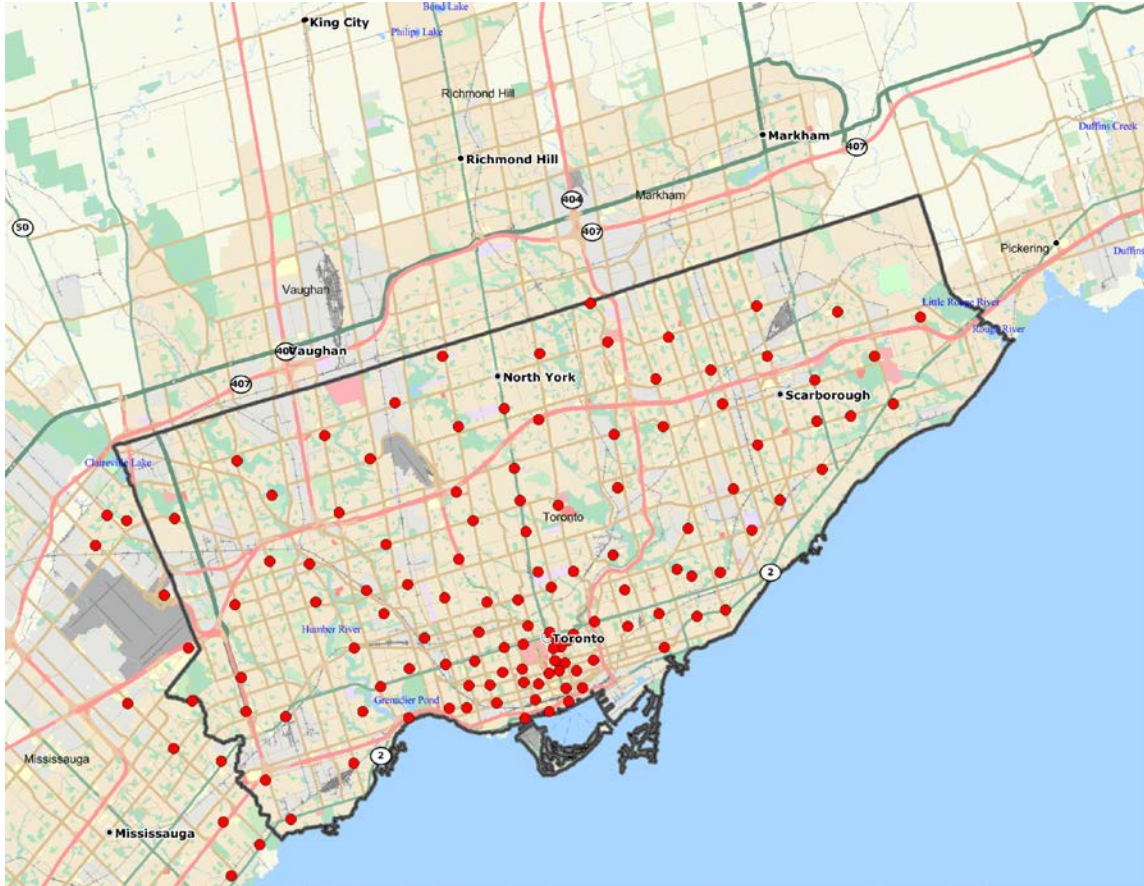 Bond Lake
King City
Philips Lake
Richmond Hill
Duffins Creek
Markham
407
Richmond Hill
404
Markham
50
407
Pickering
Duffins
Vaughan
Little Rouge River
Rouge River
Vaughan
407
North York
Scarborough
Claireville Lake
Toronto
2
Humber River
Toronto
Grenadier Pond
2
Mississauga
Mississauga